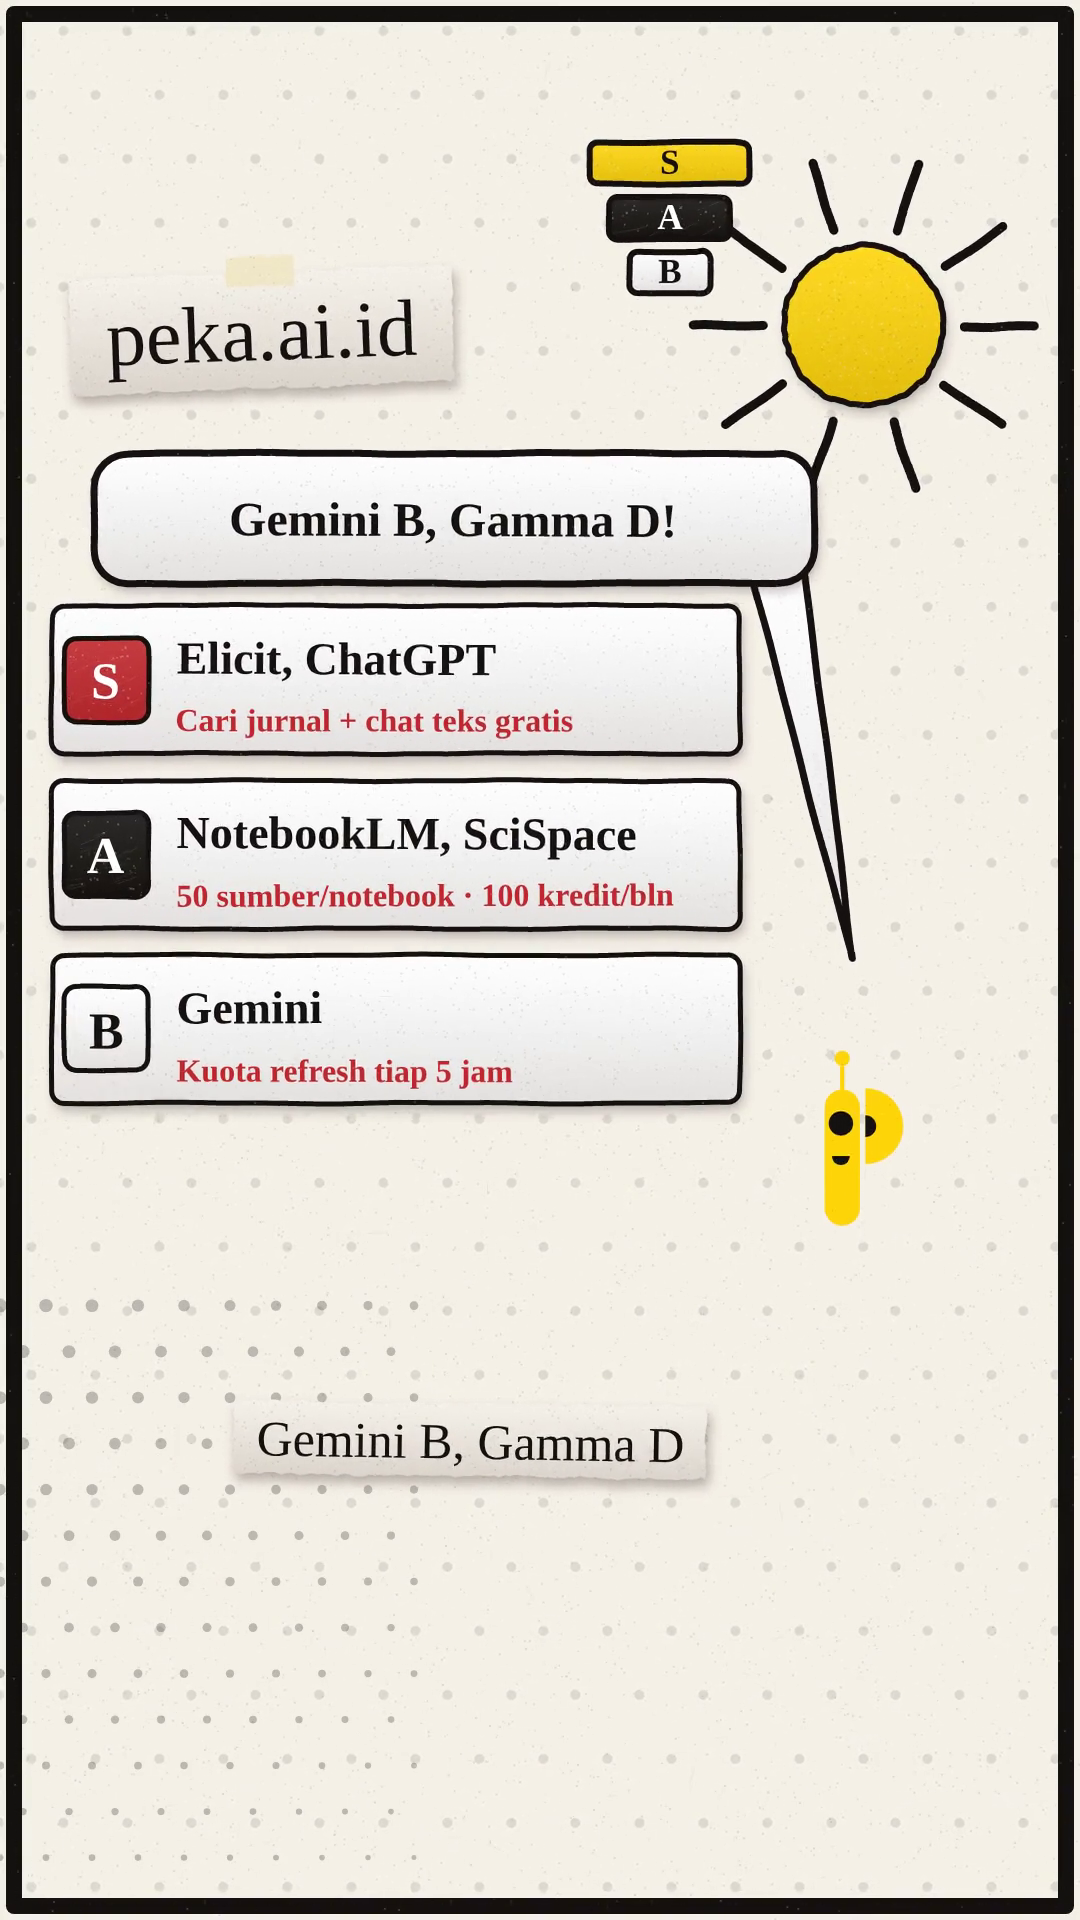 S
A
B
peka.ai.id
Gemini B, Gamma D!
S
Elicit, ChatGPT
Cari jurnal + chat teks gratis
A
NotebookLM, SciSpace
50 sumber/notebook · 100 kredit/bln
B
Gemini
Kuota refresh tiap 5 jam
Gemini B, Gamma D